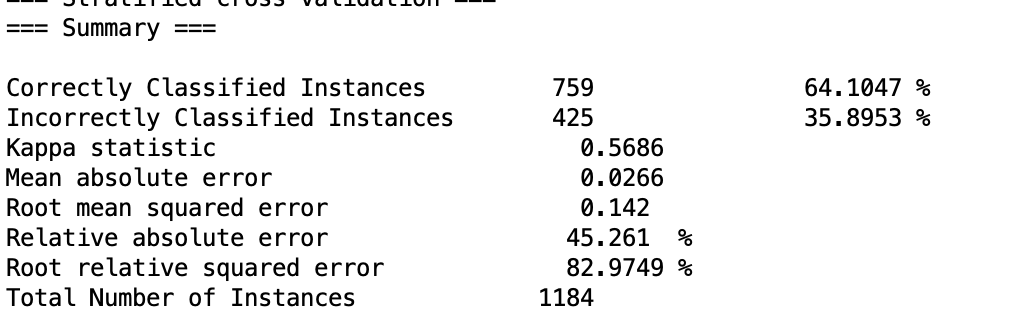 === Stratified cross-validation ===
=== Summary ===
Correctly Classified Instances 759 64.1047 %
Incorrectly Classified Instances 425 35.8953 %
Kappa statistic 0.5686
Mean absolute error 0.0266
Root mean squared error 0.142
Relative absolute error 45.261 %
Root relative squared error 82.9749 %
Total Number of Instances 1184